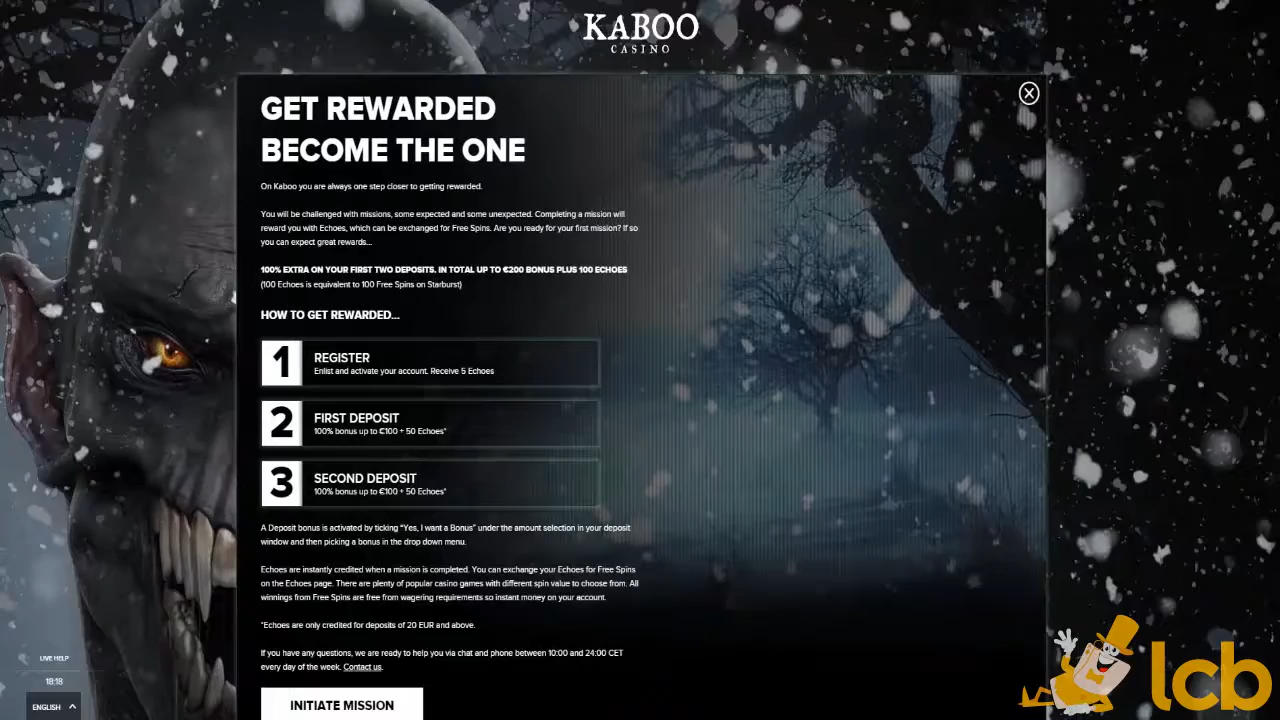 KABOO
CASINO
GET REWARDED
BECOME THE ONE
On Kaboo you are always one step closer to getting rewarded.
You will be challenged with missions, some expected and some unexpected. Completing a mission will
reward you with Echoes, which can be exchanged for Free Spins. Are you ready for your first mission? If so
you can expect great rewards...
100% EXTRA ON YOUR FIRST TWO DEPOSITS. IN TOTAL UP TO €200 BONUS PLUS 100 ECHOES
(100 Echoes is equivalent to 100 Free Spins on Starburst)
HOW TO GET REWARDED...
1 REGISTER
Enlist and activate your account. Receive 5 Echoes
2 FIRST DEPOSIT
100% bonus up to €100 + 50 Echoes*
3 SECOND DEPOSIT
100% bonus up to €100 + 50 Echoes*
A Deposit bonus is activated by ticking “Yes, I want a Bonus” under the amount selection in your deposit
window and then picking a bonus in the drop down menu.
Echoes are instantly credited when a mission is completed. You can exchange your Echoes for Free Spins
on the Echoes page. There are plenty of popular casino games with different spin value to choose from. All
winnings from Free Spins are free from wagering requirements so instant money on your account.
*Echoes are only credited for deposits of 20 EUR and above.
If you have any questions, we are ready to help you via chat and phone between 10:00 and 24:00 CET
every day of the week. Contact us.
INITIATE MISSION
LIVE HELP
18:18
ENGLISH
lcb